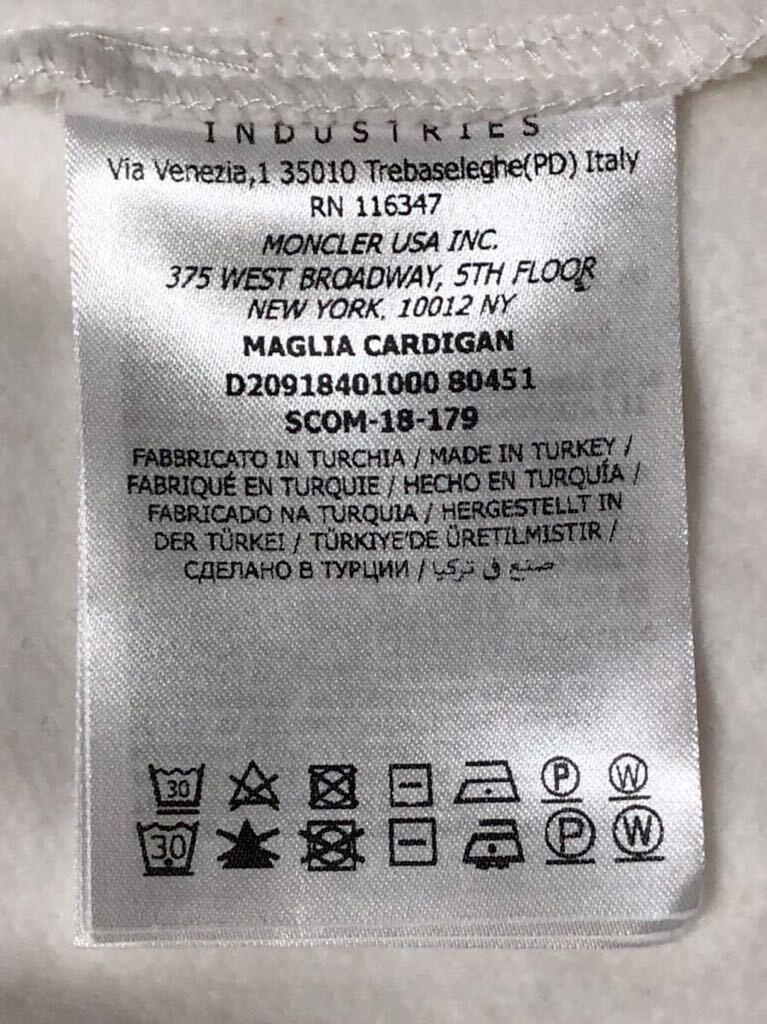 INDUSTRIES
Via Venezia,1 35010 Trebaseleghe(PD) Italy
RN 116347
MONCLER USA INC.
375 WEST BROADWAY, 5TH FLOOR
NEW YORK, 10012 NY
MAGLIA CARDIGAN
D20918401000 80451
SCOM-18-179
FABBRICATO IN TURCHIA / MADE IN TURKEY /
FABRIQUÉ EN TURQUIE / HECHO EN TURQUÍA /
FABRICADO NA TURQUIA / HERGESTELLT IN
DER TÜRKEI / TÜRKIYE'DE ÜRETILMISTIR /
СДЕЛАНО В ТУРЦИИ / صنع في تركيا
30 P W
30 P W